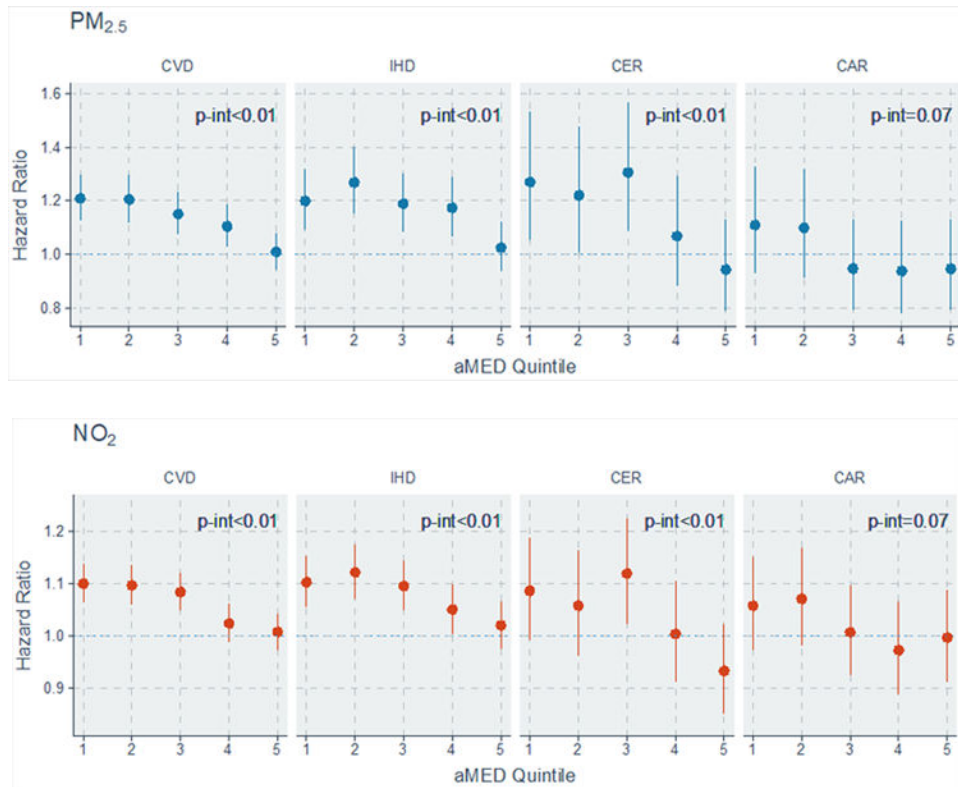 PM2.5
CVD IHD CER CAR
p-int<0.01 p-int<0.01 p-int<0.01 p-int=0.07
Hazard Ratio
1.6
1.4
1.2
1.0
0.8
1 2 3 4 5 1 2 3 4 5 1 2 3 4 5 1 2 3 4 5
aMED Quintile
NO2
CVD IHD CER CAR
p-int<0.01 p-int<0.01 p-int<0.01 p-int=0.07
Hazard Ratio
1.2
1.1
1.0
0.9
1 2 3 4 5 1 2 3 4 5 1 2 3 4 5 1 2 3 4 5
aMED Quintile